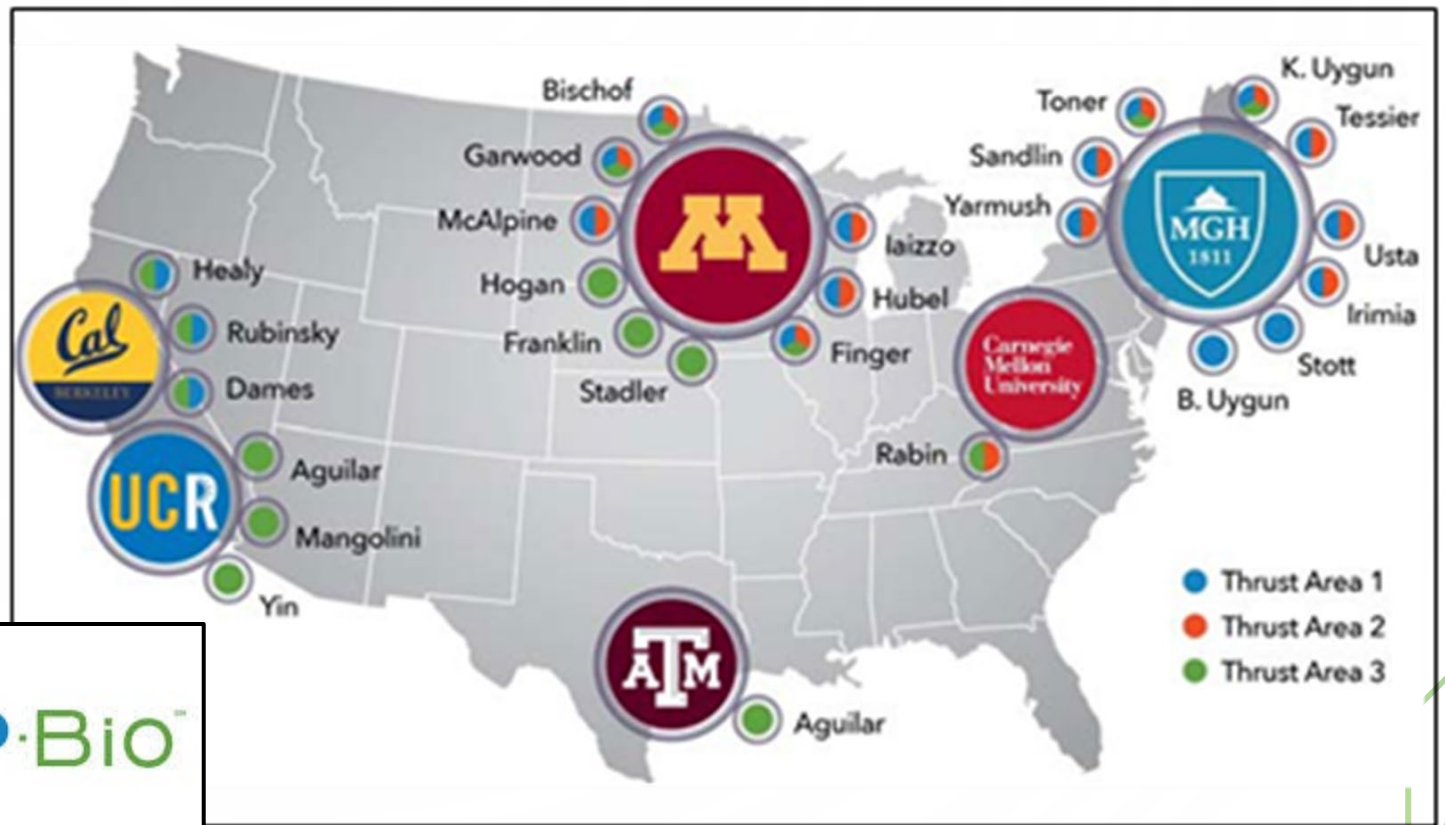 Bischof
Garwood
McAlpine
Hogan
Franklin
Stadler
M
Iaizzo
Hubel
Finger
K. Uygun
Toner
Tessier
Sandlin
Yarmush
MGH
1811
Usta
Irimia
Stott
B. Uygun
Healy
Rubinsky
Dames
Cal
BERKELEY
Carnegie
Mellon
University
Rabin
UCR
Aguilar
Mangolini
Yin
ATM
Aguilar
Thrust Area 1
Thrust Area 2
Thrust Area 3
·Bio™